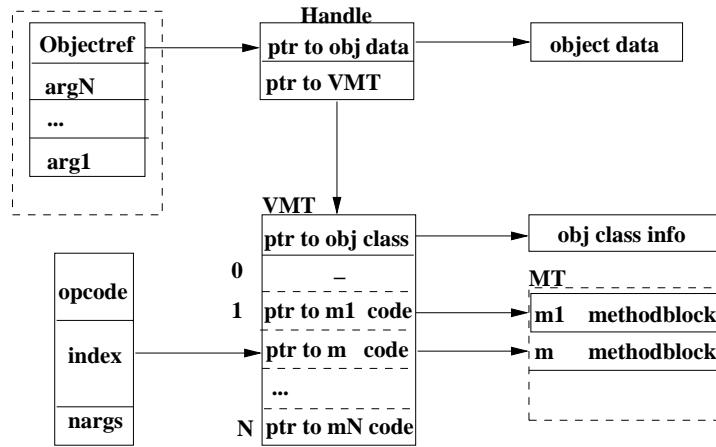 Handle
Objectref
argN
...
arg1
ptr to obj data
ptr to VMT
object data
VMT
ptr to obj class
0
–
1
ptr to m1 code
ptr to m code
...
N
ptr to mN code
opcode
index
nargs
obj class info
MT
m1 methodblock
m methodblock